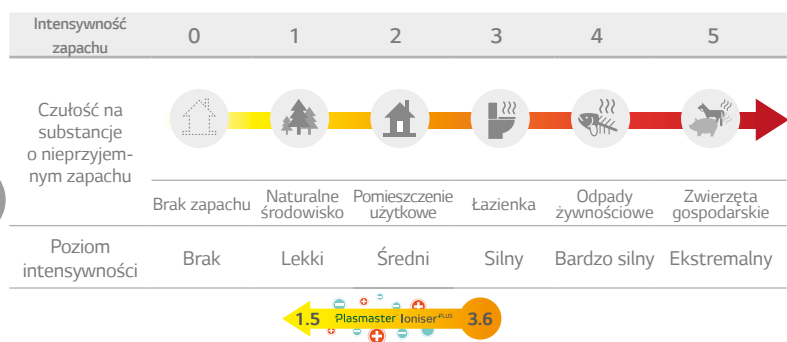 Intensywność
zapachu
0 1 2 3 4 5
Czułość na
substancje
o nieprzyjem-
nym zapachu
Brak zapachu
Naturalne
środowisko
Pomieszczenie
użytkowe
Łazienka
Odpady
żywnościowe
Zwierzęta
gospodarskie
Poziom
intensywności
Brak Lekki Średni Silny Bardzo silny Ekstremalny
1.5 Plasmaster Ioniser PLUS 3.6